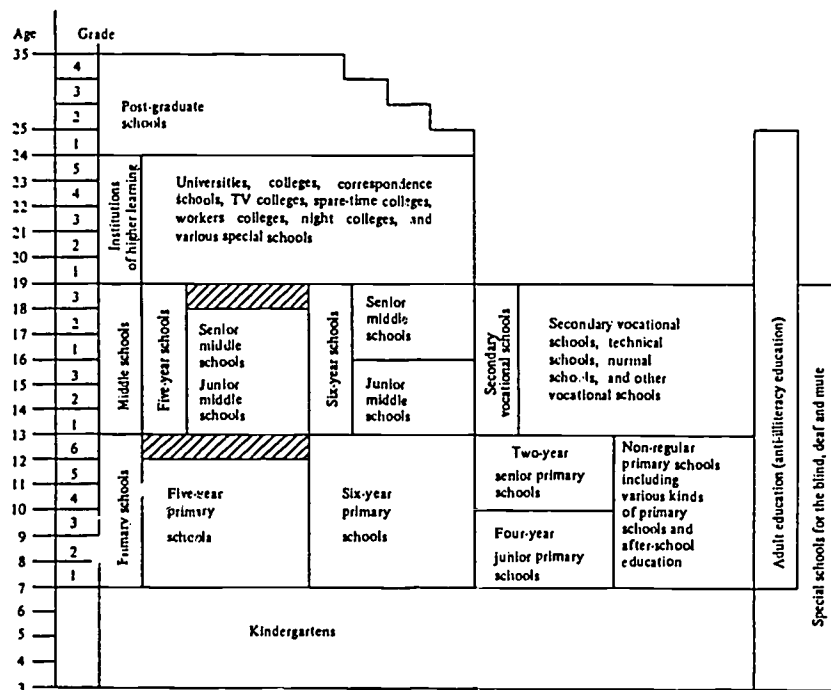 Age
Grade
35
4
3
Post-graduate
schools
2
25
1
24
5
23
4
22
3
21
2
20
1
19
Institutions
of higher learning
Universities, colleges, correspondence
schools, TV colleges, spare-time colleges,
workers colleges, night colleges, and
various special schools
3
18
2
17
1
16
3
15
2
14
1
13
Middle schools
Five-year schools
Senior
middle
schools
Junior
middle
schools
Six-year schools
Senior
middle
schools
Junior
middle
schools
Secondary
vocational schools
Secondary vocational
schools, technical
schools, normal
schools, and other
vocational schools
6
12
5
11
4
10
3
9
2
8
1
7
Primary schools
Five-year
primary
schools
Six-year
primary
schools
Two-year
senior primary
schools
Four-year
junior primary
schools
Non-regular
primary schools
including
various kinds
of primary
schools and
after-school
education
Adult education (anti-illiteracy education)
Special schools for the blind, deaf and mute
6
5
4
3
Kindergartens